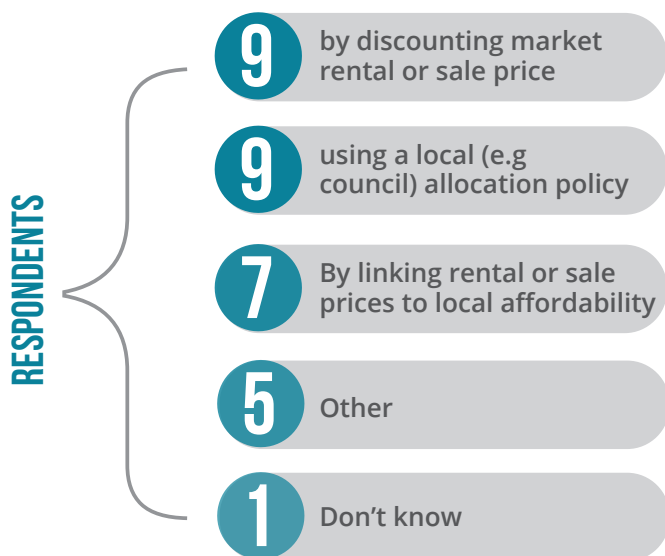 RESPONDENTS
9
by discounting market
rental or sale price
9
using a local (e.g
council) allocation policy
7
By linking rental or sale
prices to local affordability
5
Other
1
Don't know